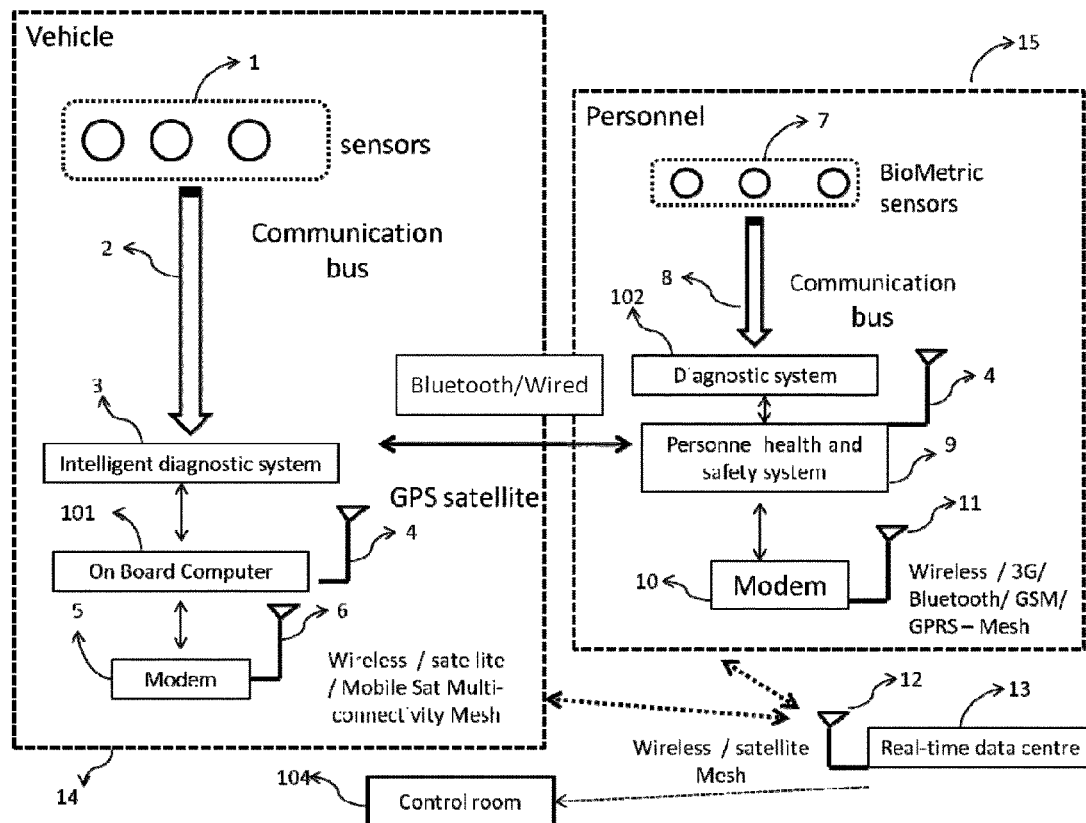 Vehicle
1
sensors
2
Communication
bus
3
Intelligent diagnostic system
101
GPS satellite
4
On Board Computer
5
6
Modem
Wireless / satellite
/ Mobile Sat Multi-
connectivity Mesh
14
Bluetooth/Wired
15
Personnel
7
BioMetric
sensors
8
Communication
bus
102
Diagnostic system
4
Personnel health and
safety system
9
11
10
Modem
Wireless / 3G/
Bluetooth/ GSM/
GPRS – Mesh
12
13
Real-time data centre
Wireless / satellite
Mesh
104
Control room